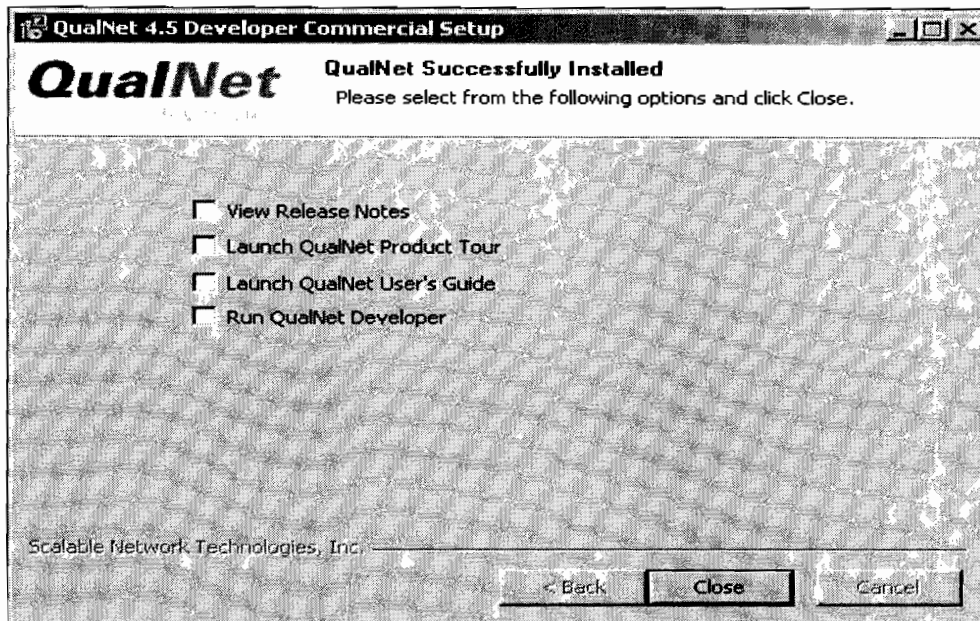 QualNet 4.5 Developer Commercial Setup
QualNet
QualNet Successfully Installed
Please select from the following options and click Close.
View Release Notes
Launch QualNet Product Tour
Launch QualNet User's Guide
Run QualNet Developer
Scalable Network Technologies, Inc.
< Back
Close
Cancel